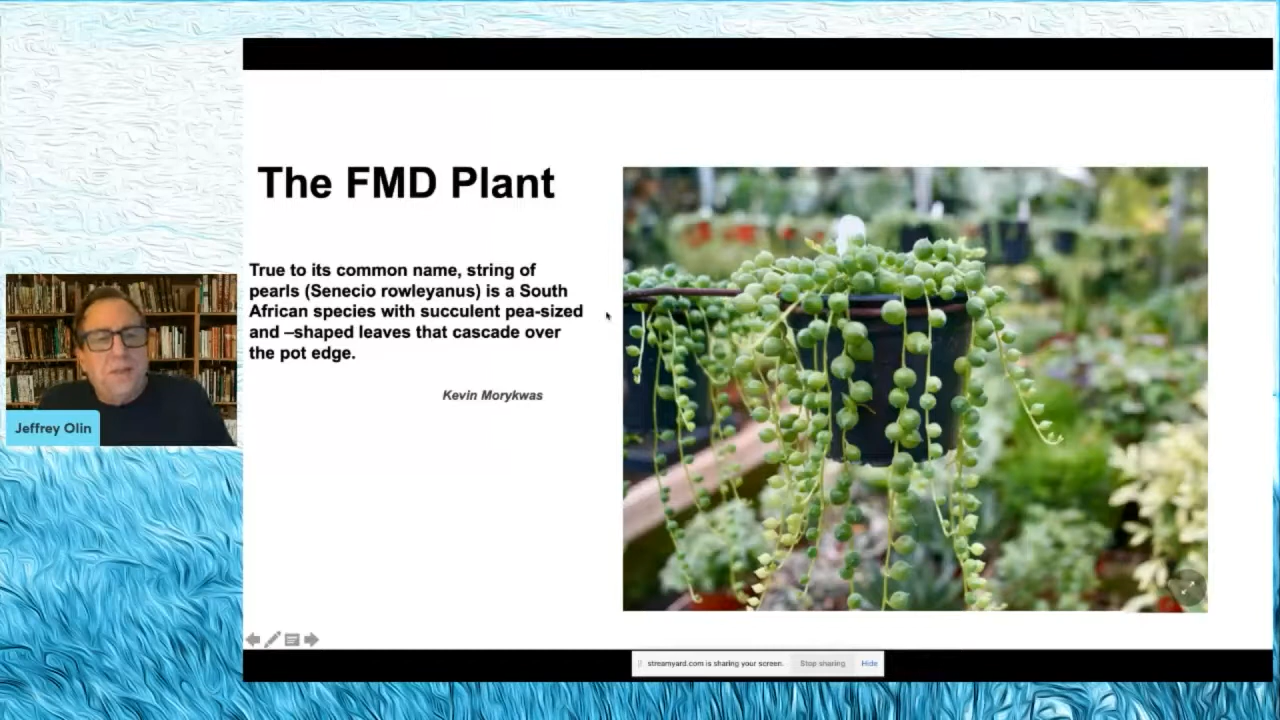 The FMD Plant
True to its common name, string of
pearls (Senecio rowleyanus) is a South
African species with succulent pea-sized
and –shaped leaves that cascade over
the pot edge.
Kevin Morykwas
Jeffrey Olin
streamyard.com is sharing your screen.
Stop sharing
Hide